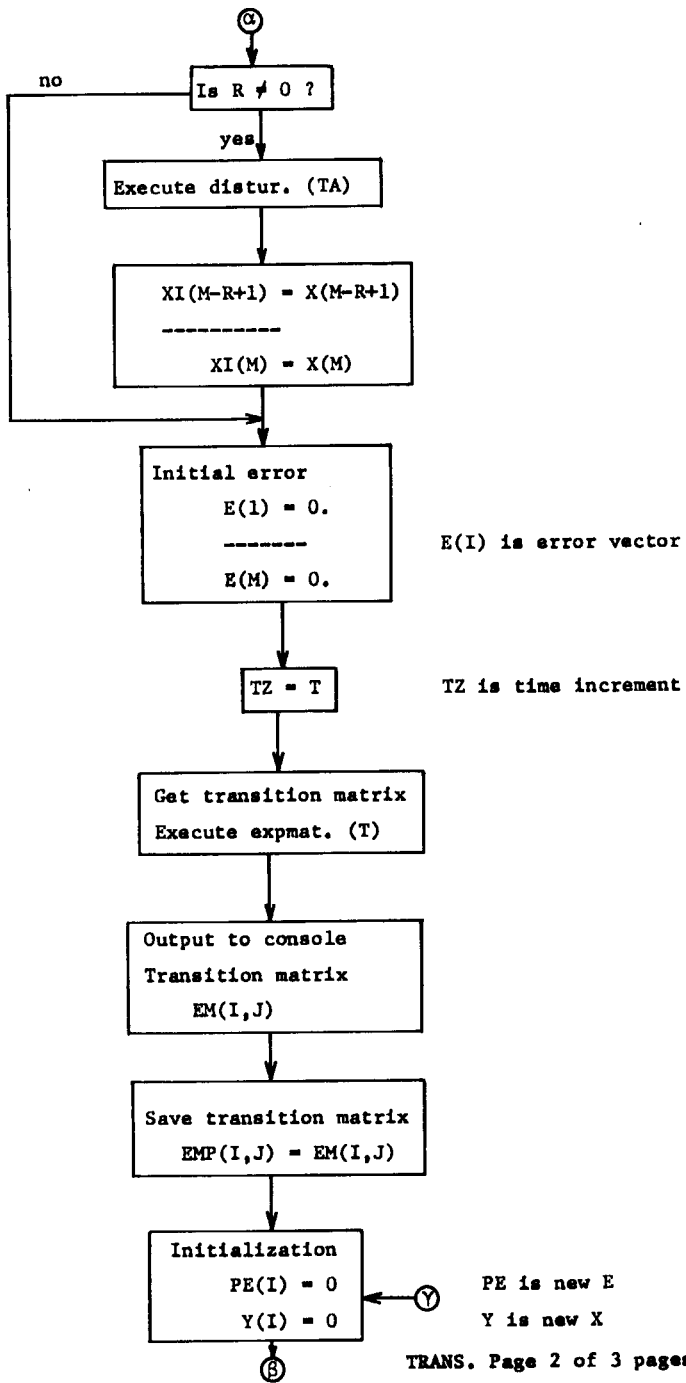 α
no
Is R ≠ 0 ?
yes
Execute distur. (TA)
XI(M-R+1) = X(M-R+1)
----------
XI(M) = X(M)
Initial error
E(1) = 0.
-------
E(M) = 0.
E(I) is error vector
TZ = T
TZ is time increment
Get transition matrix
Execute expmat. (T)
Output to console
Transition matrix
EM(I,J)
Save transition matrix
EMP(I,J) = EM(I,J)
Initialization
PE(I) = 0
PE is new E
γ
Y(I) = 0
Y is new X
β
TRANS. Page 2 of 3 pages